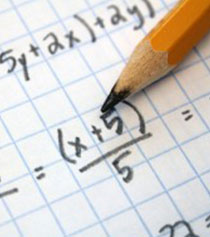 5y+2x)+2y)
= (x+5)/5 =